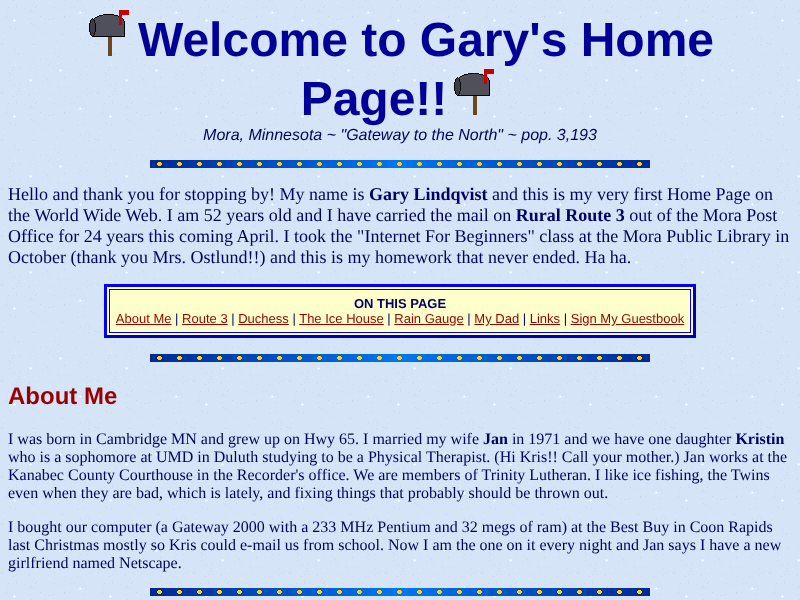 Welcome to Gary's Home
Page!!
Mora, Minnesota ~ "Gateway to the North" ~ pop. 3,193
Hello and thank you for stopping by! My name is Gary Lindqvist and this is my very first Home Page on
the World Wide Web. I am 52 years old and I have carried the mail on Rural Route 3 out of the Mora Post
Office for 24 years this coming April. I took the "Internet For Beginners" class at the Mora Public Library in
October (thank you Mrs. Ostlund!!) and this is my homework that never ended. Ha ha.
ON THIS PAGE
About Me | Route 3 | Duchess | The Ice House | Rain Gauge | My Dad | Links | Sign My Guestbook
About Me
I was born in Cambridge MN and grew up on Hwy 65. I married my wife Jan in 1971 and we have one daughter Kristin
who is a sophomore at UMD in Duluth studying to be a Physical Therapist. (Hi Kris!! Call your mother.) Jan works at the
Kanabec County Courthouse in the Recorder's office. We are members of Trinity Lutheran. I like ice fishing, the Twins
even when they are bad, which is lately, and fixing things that probably should be thrown out.
I bought our computer (a Gateway 2000 with a 233 MHz Pentium and 32 megs of ram) at the Best Buy in Coon Rapids
last Christmas mostly so Kris could e-mail us from school. Now I am the one on it every night and Jan says I have a new
girlfriend named Netscape.